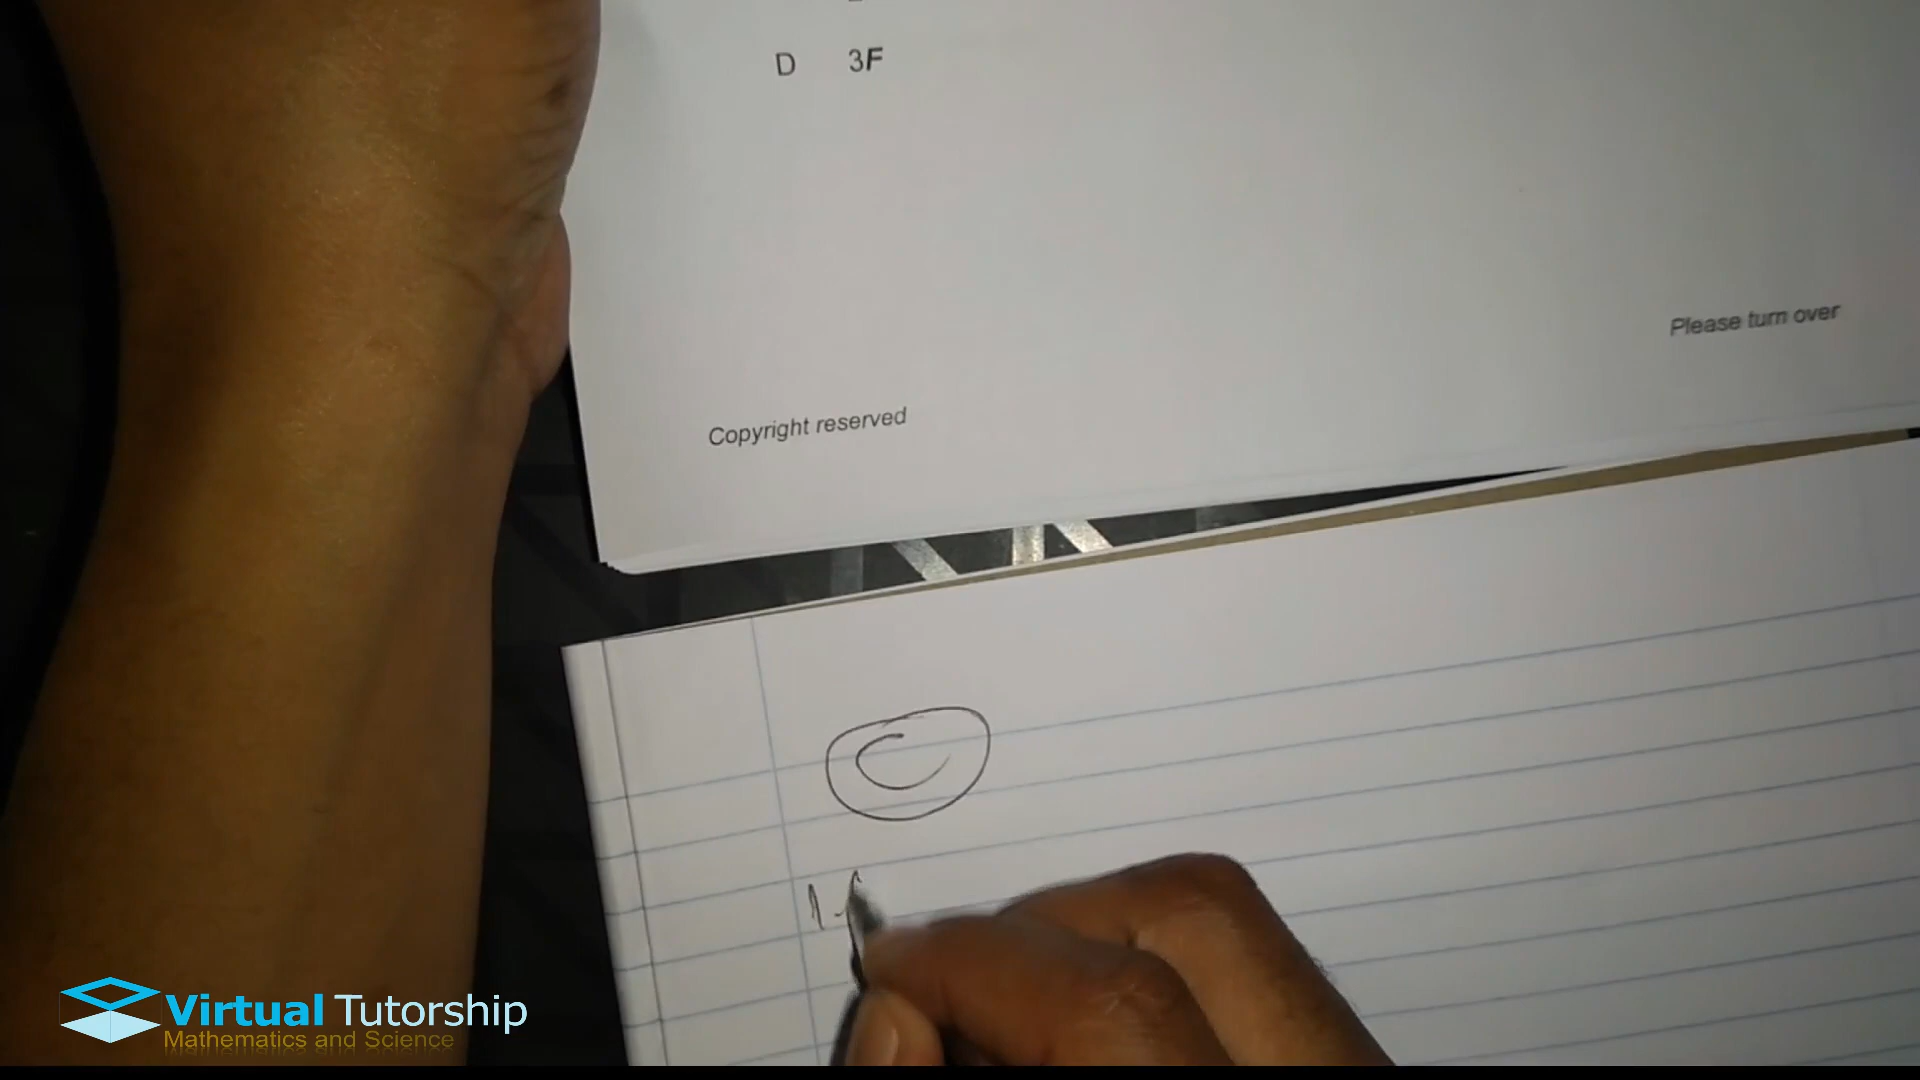 D 3F
Please turn over
Copyright reserved
C
Virtual Tutorship
Mathematics and Science